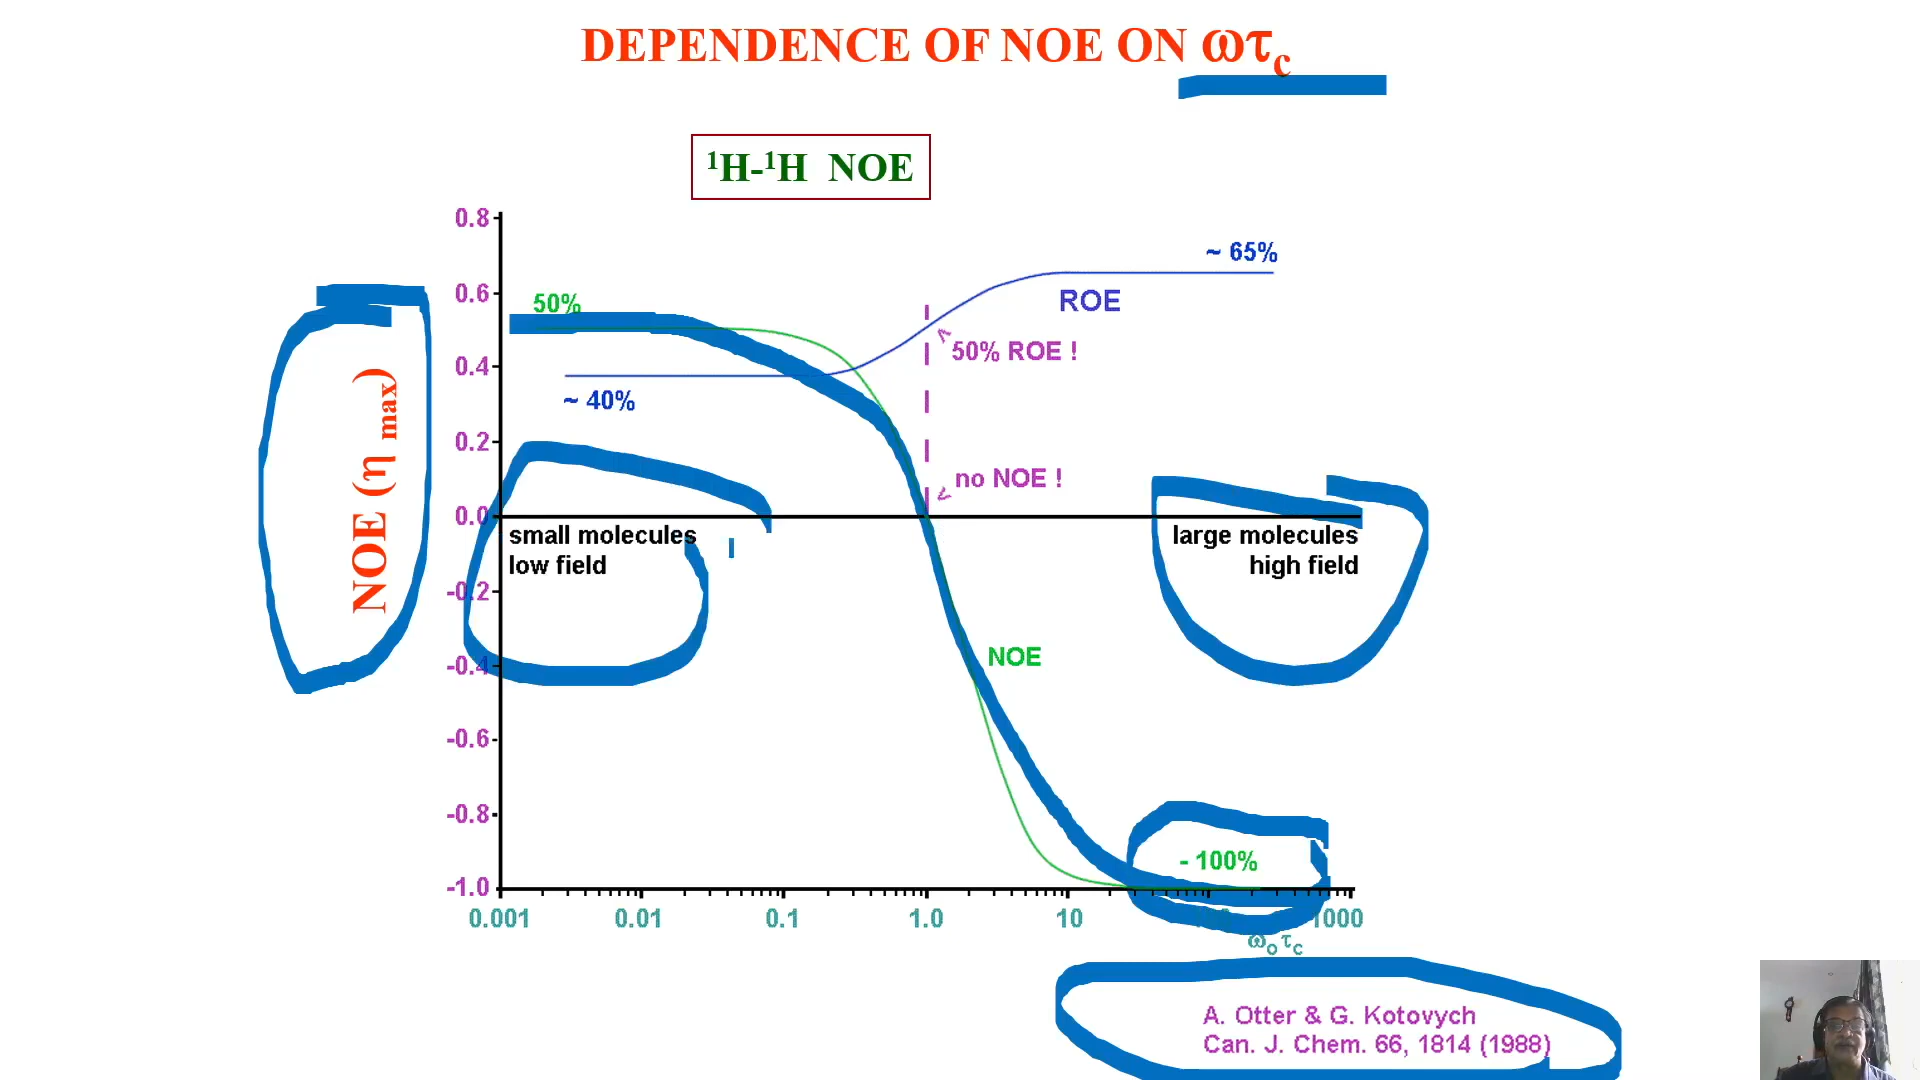 DEPENDENCE OF NOE ON ωτc
¹H-¹H NOE
0.8
~ 65%
0.6
50%
ROE
50% ROE !
0.4
~ 40%
NOE (η max)
0.2
no NOE !
0.0
small molecules
low field
large molecules
high field
-0.2
-0.4
NOE
-0.6
-0.8
- 100%
-1.0
0.001 0.01 0.1 1.0 10 1000
ωoτc
A. Otter & G. Kotovych
Can. J. Chem. 66, 1814 (1988)